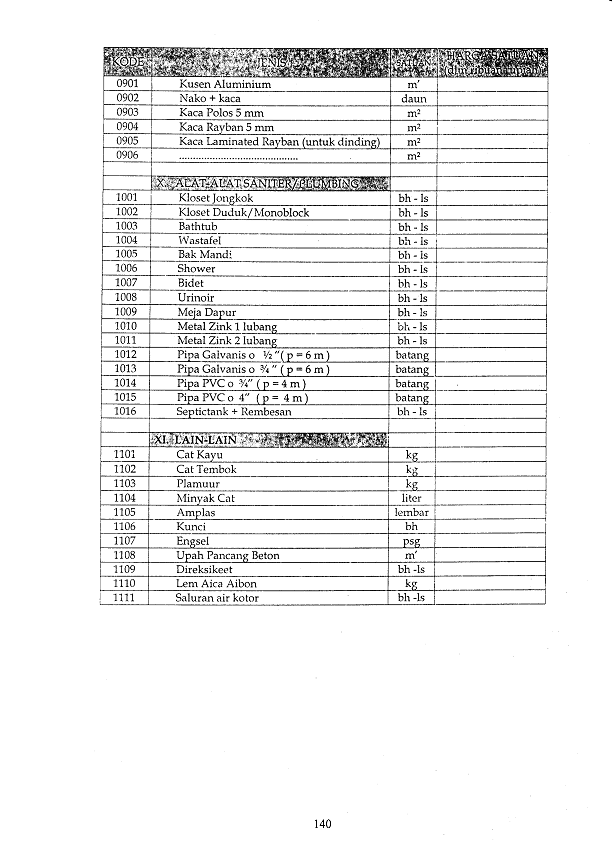 KODE JENIS SATUAN HARGA SATUAN
(dlm ribuan rupiah)
0901 Kusen Aluminium m'
0902 Nako + kaca daun
0903 Kaca Polos 5 mm m²
0904 Kaca Rayban 5 mm m²
0905 Kaca Laminated Rayban (untuk dinding) m²
0906 .......................................... m²
X. ALAT-ALAT SANITER/PLUMBING
1001 Kloset Jongkok bh - ls
1002 Kloset Duduk/Monoblock bh - ls
1003 Bathtub bh - ls
1004 Wastafel bh - ls
1005 Bak Mandi bh - ls
1006 Shower bh - ls
1007 Bidet bh - ls
1008 Urinoir bh - ls
1009 Meja Dapur bh - ls
1010 Metal Zink 1 lubang bh - ls
1011 Metal Zink 2 lubang bh - ls
1012 Pipa Galvanis o ½ "( p = 6 m ) batang
1013 Pipa Galvanis o ¾ " ( p = 6 m ) batang
1014 Pipa PVC o ¾" ( p = 4 m ) batang
1015 Pipa PVC o 4" ( p = 4 m ) batang
1016 Septictank + Rembesan bh - ls
XI. LAIN-LAIN
1101 Cat Kayu kg
1102 Cat Tembok kg
1103 Plamuur kg
1104 Minyak Cat liter
1105 Amplas lembar
1106 Kunci bh
1107 Engsel psg
1108 Upah Pancang Beton m'
1109 Direksikeet bh -ls
1110 Lem Aica Aibon kg
1111 Saluran air kotor bh -ls
140